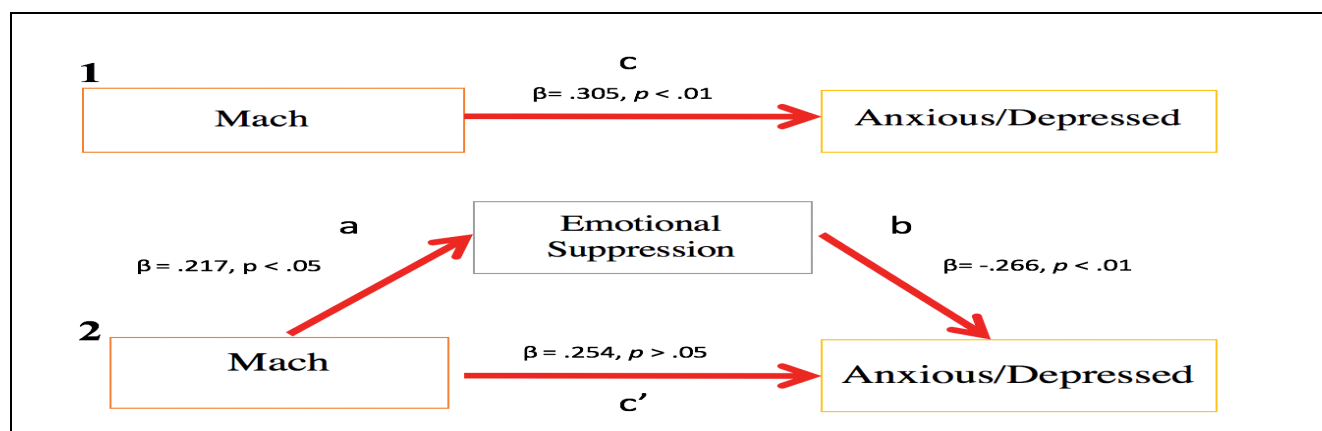 1
c
β= .305, p < .01
Mach
Anxious/Depressed
a
Emotional
Suppression
b
β = .217, p < .05
β= -.266, p < .01
2
Mach
β = .254, p > .05
Anxious/Depressed
c’